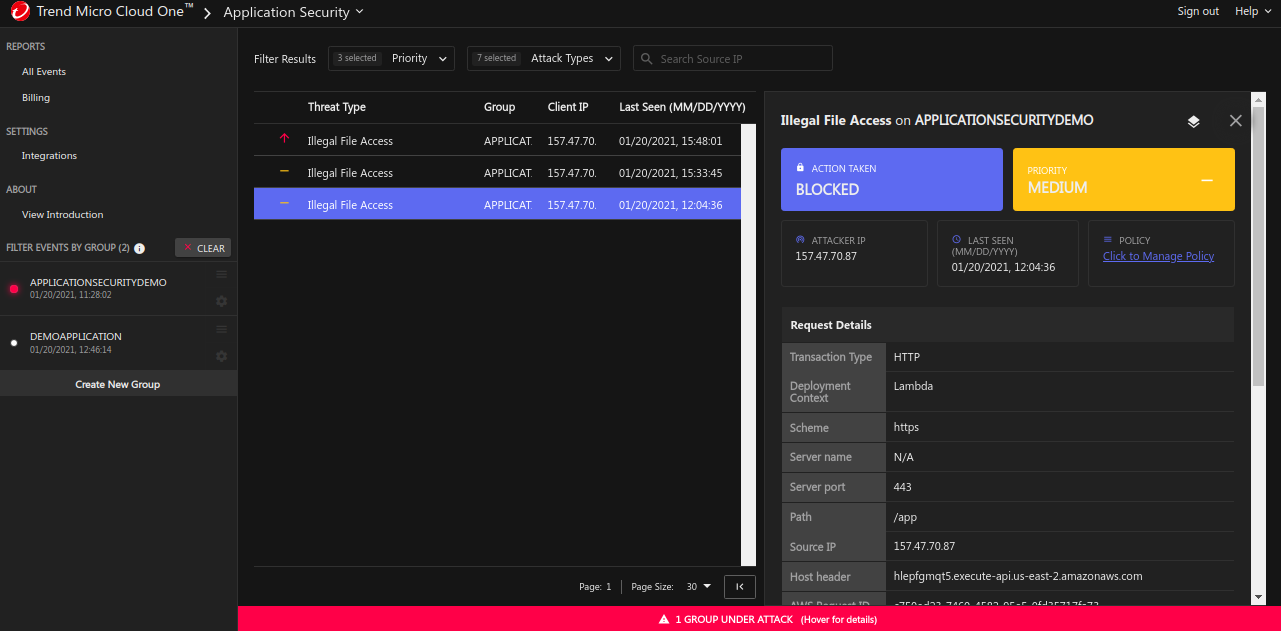 Trend Micro Cloud One™ Application Security Sign out Help
REPORTS
All Events
Billing
SETTINGS
Integrations
ABOUT
View Introduction
FILTER EVENTS BY GROUP (2) i × CLEAR
APPLICATIONSECURITYDEMO
01/20/2021, 11:28:02
DEMOAPPLICATION
01/20/2021, 12:46:14
Create New Group
Filter Results 3 selected Priority 7 selected Attack Types Search Source IP
Threat Type Group Client IP Last Seen (MM/DD/YYYY)
Illegal File Access APPLICAT. 157.47.70. 01/20/2021, 15:48:01
Illegal File Access APPLICAT. 157.47.70. 01/20/2021, 15:33:45
Illegal File Access APPLICAT. 157.47.70. 01/20/2021, 12:04:36
Page: 1 Page Size: 30
Illegal File Access on APPLICATIONSECURITYDEMO
ACTION TAKEN
BLOCKED
PRIORITY
MEDIUM
ATTACKER IP
157.47.70.87
LAST SEEN
(MM/DD/YYYY)
01/20/2021, 12:04:36
POLICY
Click to Manage Policy
Request Details
Transaction Type HTTP
Deployment Context Lambda
Scheme https
Server name N/A
Server port 443
Path /app
Source IP 157.47.70.87
Host header hlepfgmqt5.execute-api.us-east-2.amazonaws.com
AWS Request ID
1 GROUP UNDER ATTACK (Hover for details)